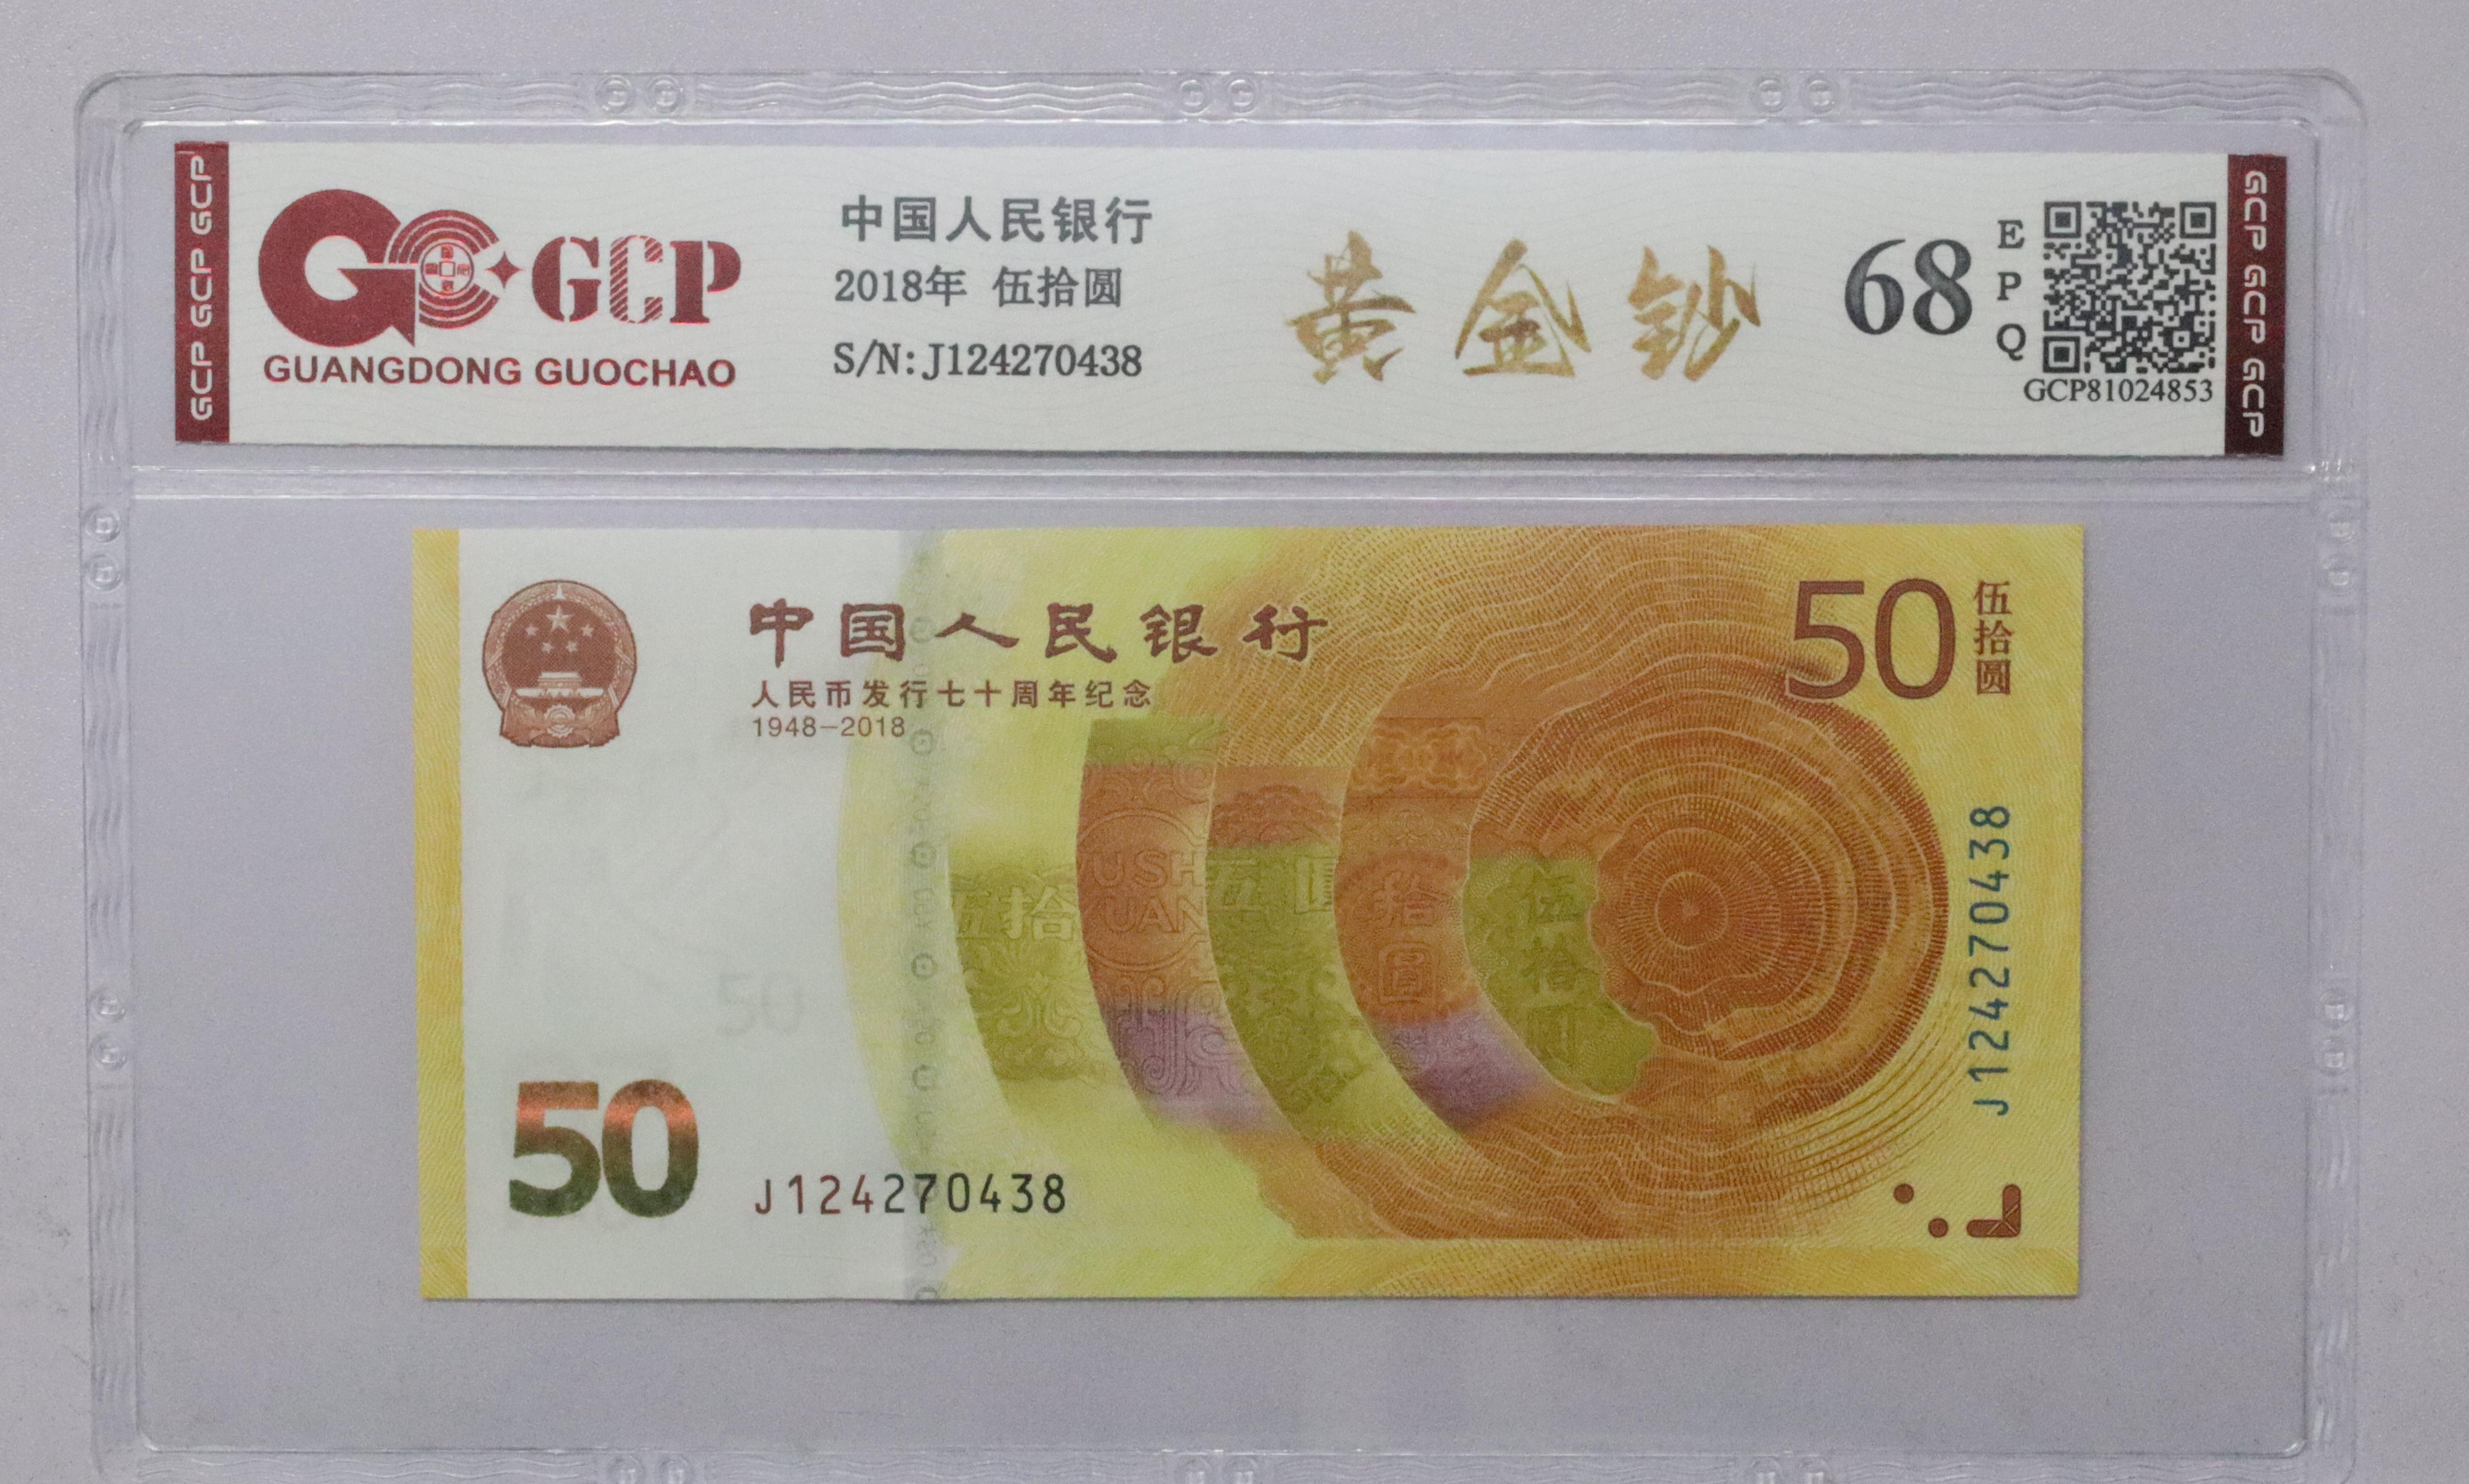 GCP GCP GCP
GCP
GUANGDONG GUOCHAO
中国人民银行
2018年 伍拾圆
S/N: J124270438
黄金钞
68
EPQ
GCP81024853
GCP GCP GCP
中国人民银行
人民币发行七十周年纪念
1948-2018
50
伍拾圆
J124270438
50
50
J124270438
伍拾圆
拾圆